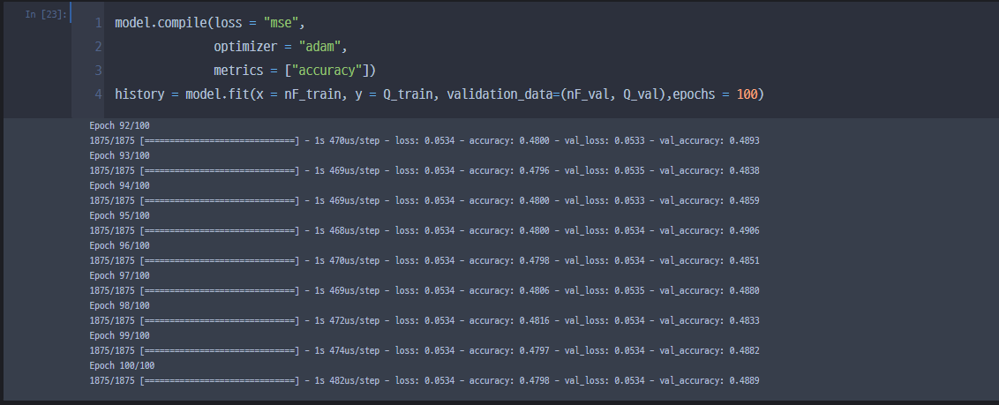 In [23]:
1 model.compile(loss = "mse",
2 optimizer = "adam",
3 metrics = ["accuracy"])
4 history = model.fit(x = nF_train, y = Q_train, validation_data=(nF_val, Q_val),epochs = 100)
Epoch 92/100
1875/1875 [==============================] - 1s 470us/step - loss: 0.0534 - accuracy: 0.4800 - val_loss: 0.0533 - val_accuracy: 0.4893
Epoch 93/100
1875/1875 [==============================] - 1s 469us/step - loss: 0.0534 - accuracy: 0.4796 - val_loss: 0.0535 - val_accuracy: 0.4838
Epoch 94/100
1875/1875 [==============================] - 1s 469us/step - loss: 0.0534 - accuracy: 0.4800 - val_loss: 0.0533 - val_accuracy: 0.4859
Epoch 95/100
1875/1875 [==============================] - 1s 468us/step - loss: 0.0534 - accuracy: 0.4800 - val_loss: 0.0534 - val_accuracy: 0.4906
Epoch 96/100
1875/1875 [==============================] - 1s 470us/step - loss: 0.0534 - accuracy: 0.4798 - val_loss: 0.0534 - val_accuracy: 0.4851
Epoch 97/100
1875/1875 [==============================] - 1s 469us/step - loss: 0.0534 - accuracy: 0.4806 - val_loss: 0.0535 - val_accuracy: 0.4880
Epoch 98/100
1875/1875 [==============================] - 1s 472us/step - loss: 0.0534 - accuracy: 0.4816 - val_loss: 0.0534 - val_accuracy: 0.4833
Epoch 99/100
1875/1875 [==============================] - 1s 474us/step - loss: 0.0534 - accuracy: 0.4797 - val_loss: 0.0534 - val_accuracy: 0.4882
Epoch 100/100
1875/1875 [==============================] - 1s 482us/step - loss: 0.0534 - accuracy: 0.4798 - val_loss: 0.0534 - val_accuracy: 0.4889